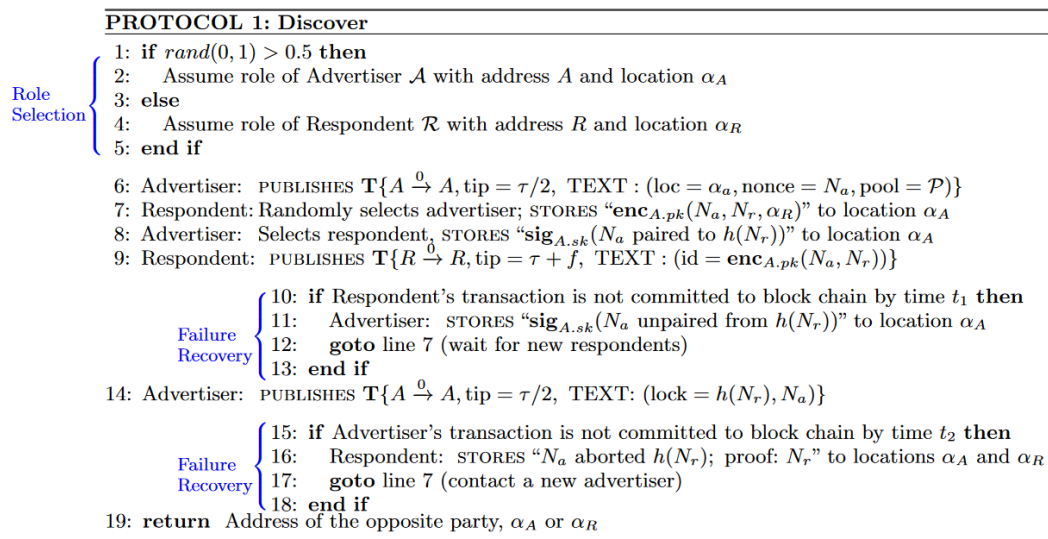 PROTOCOL 1: Discover
1: if rand(0, 1) > 0.5 then
2: Assume role of Advertiser 𝒜 with address A and location α_A
3: else
4: Assume role of Respondent ℛ with address R and location α_R
5: end if
Role
Selection
6: Advertiser: PUBLISHES T{A →^0 A, tip = τ/2, TEXT : (loc = α_a, nonce = N_a, pool = 𝒫)}
7: Respondent: Randomly selects advertiser; STORES “enc_{A.pk}(N_a, N_r, α_R)” to location α_A
8: Advertiser: Selects respondent, STORES “sig_{A.sk}(N_a paired to h(N_r))” to location α_A
9: Respondent: PUBLISHES T{R →^0 R, tip = τ + f, TEXT : (id = enc_{A.pk}(N_a, N_r))}
10: if Respondent’s transaction is not committed to block chain by time t_1 then
11: Advertiser: STORES “sig_{A.sk}(N_a unpaired from h(N_r))” to location α_A
12: goto line 7 (wait for new respondents)
13: end if
Failure
Recovery
14: Advertiser: PUBLISHES T{A →^0 A, tip = τ/2, TEXT: (lock = h(N_r), N_a)}
15: if Advertiser’s transaction is not committed to block chain by time t_2 then
16: Respondent: STORES “N_a aborted h(N_r); proof: N_r” to locations α_A and α_R
17: goto line 7 (contact a new advertiser)
18: end if
Failure
Recovery
19: return Address of the opposite party, α_A or α_R